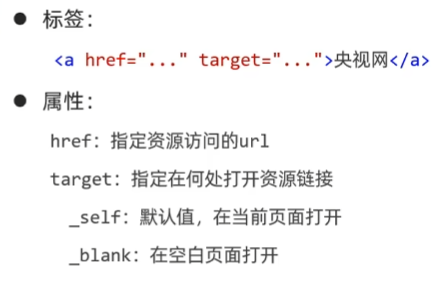 ● 标签：
<a href="..." target="...">央视网</a>
● 属性：
href：指定资源访问的url
target：指定在何处打开资源链接
_self：默认值，在当前页面打开
_blank：在空白页面打开